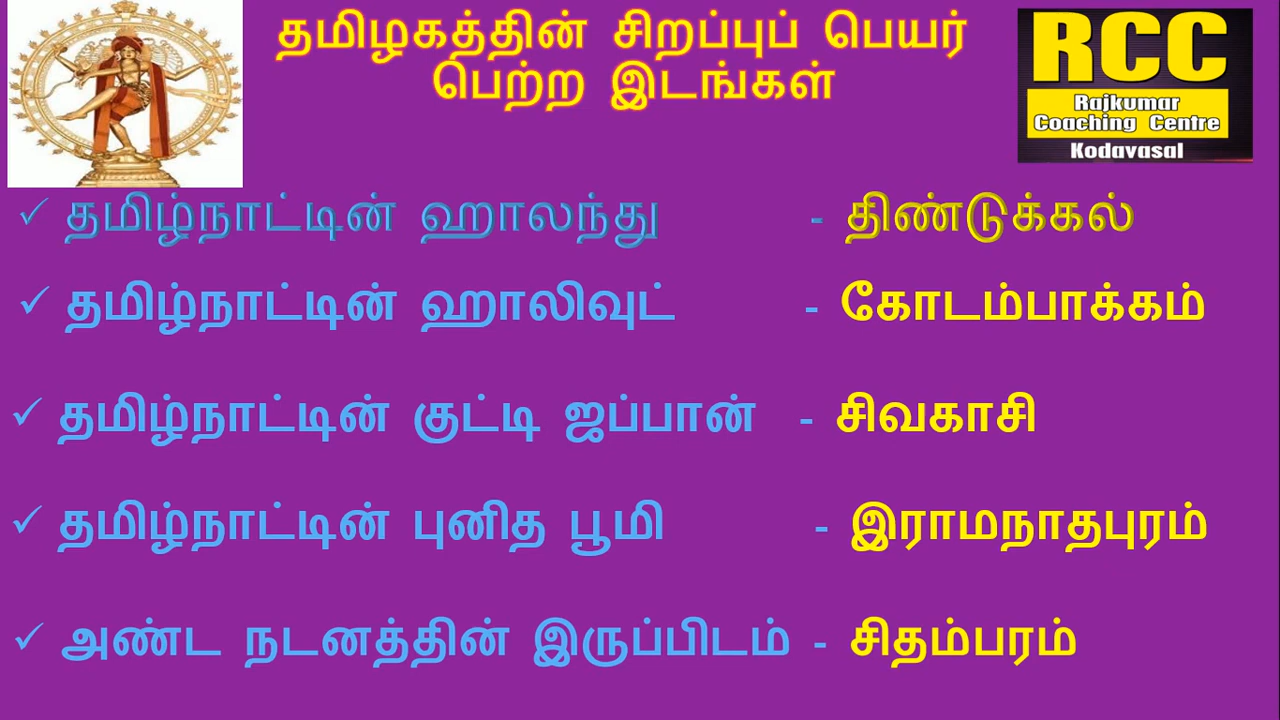 தமிழகத்தின் சிறப்புப் பெயர்
பெற்ற இடங்கள்
RCC
Rajkumar
Coaching Centre
Kodavasal
✓ தமிழ்நாட்டின் ஹாலந்து - திண்டுக்கல்
✓ தமிழ்நாட்டின் ஹாலிவுட் - கோடம்பாக்கம்
✓ தமிழ்நாட்டின் குட்டி ஜப்பான் - சிவகாசி
✓ தமிழ்நாட்டின் புனித பூமி - இராமநாதபுரம்
✓ அண்ட நடனத்தின் இருப்பிடம் - சிதம்பரம்